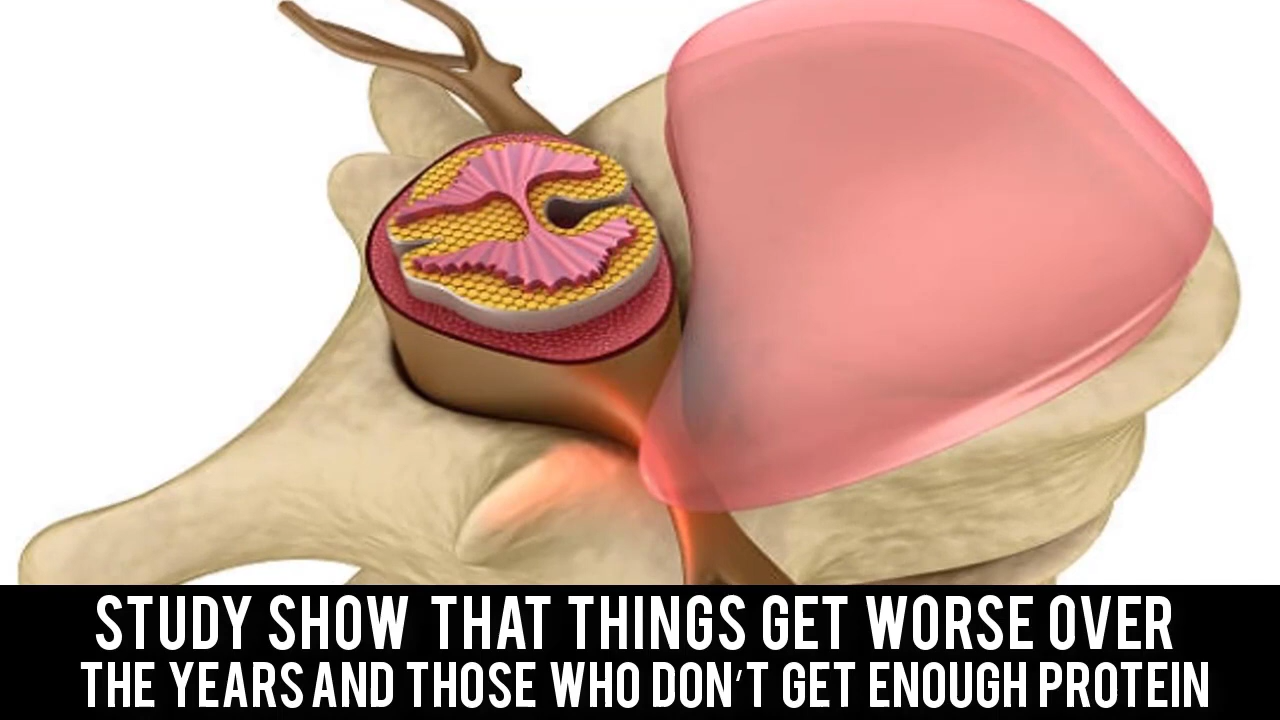 STUDY SHOW THAT THINGS GET WORSE OVER
THE YEARS AND THOSE WHO DON'T GET ENOUGH PROTEIN